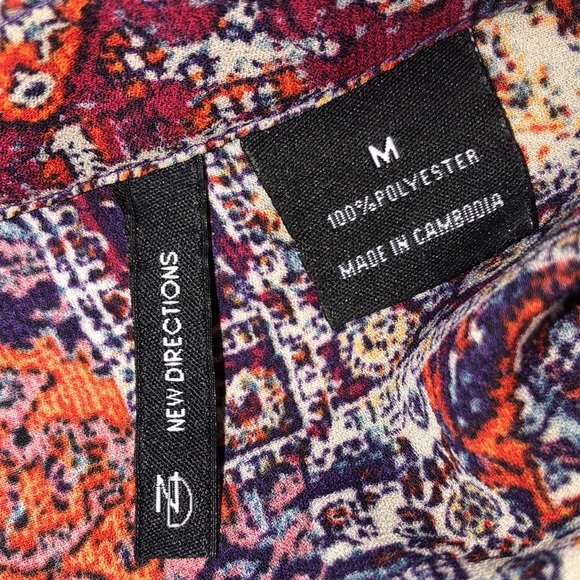 M
100% POLYESTER
MADE IN CAMBODIA
NEW DIRECTIONS
ND